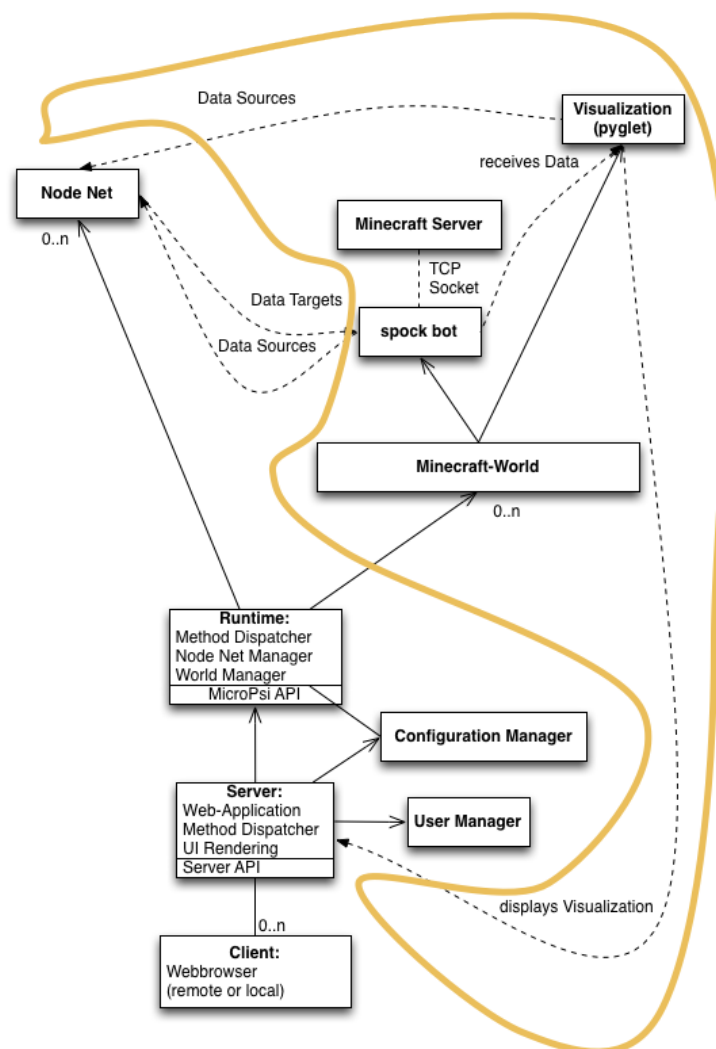 Data Sources
Visualization
(pyglet)
receives Data
Node Net
0..n
Minecraft Server
TCP
Socket
Data Targets
Data Sources
spock bot
Minecraft-World
0..n
Runtime:
Method Dispatcher
Node Net Manager
World Manager
MicroPsi API
Configuration Manager
Server:
Web-Application
Method Dispatcher
UI Rendering
Server API
User Manager
displays Visualization
0..n
Client:
Webbrowser
(remote or local)